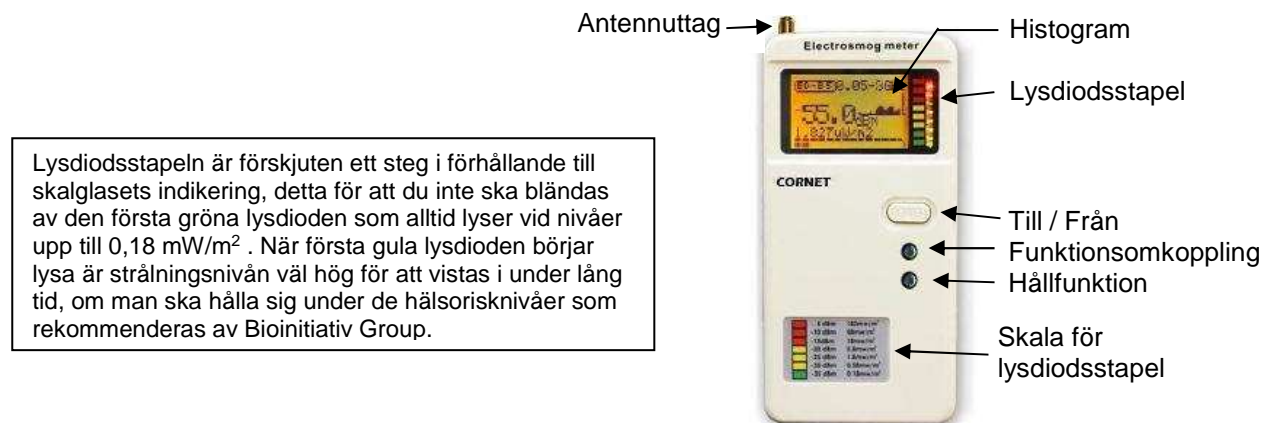 Antennuttag
Histogram
Lysdiodsstapel
Electrosmog meter
55.0
CORNET
Lysdiodsstapeln är förskjuten ett steg i förhållande till
skalglasets indikering, detta för att du inte ska bländas
av den första gröna lysdioden som alltid lyser vid nivåer
upp till 0,18 mW/m² . När första gula lysdioden börjar
lysa är strålningsnivån väl hög för att vistas i under lång
tid, om man ska hålla sig under de hälsorisknivåer som
rekommenderas av Bioinitiativ Group.
Till / Från
Funktionsomkoppling
Hållfunktion
Skala för
lysdiodsstapel